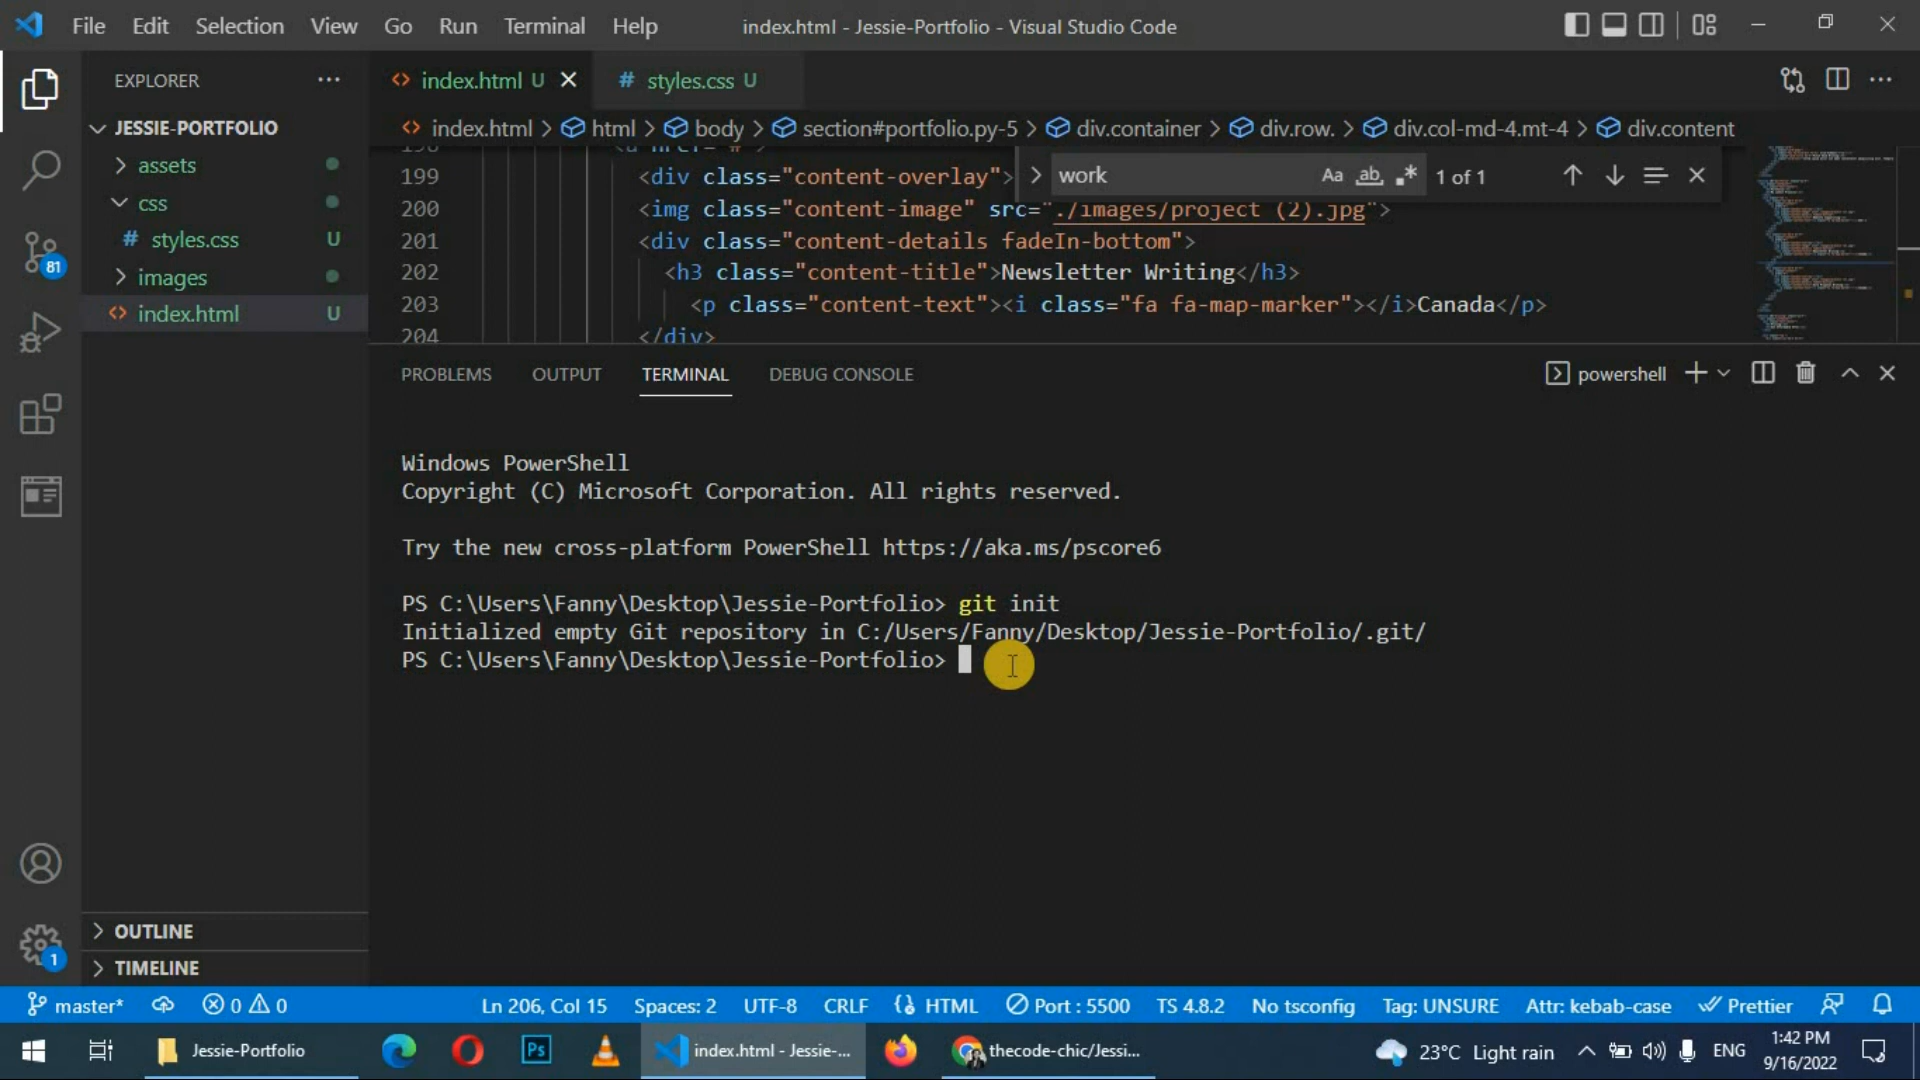 File Edit Selection View Go Run Terminal Help index.html - Jessie-Portfolio - Visual Studio Code
EXPLORER ···
index.html U
# styles.css U
JESSIE-PORTFOLIO
index.html > html > body > section#portfolio.py-5 > div.container > div.row. > div.col-md-4.mt-4 > div.content
assets
css
# styles.css U
images
index.html U
work Aa ab 1 of 1
199 <div class="content-overlay">
200 <img class="content-image" src="./images/project (2).jpg">
201 <div class="content-details fadeIn-bottom">
202 <h3 class="content-title">Newsletter Writing</h3>
203 <p class="content-text"><i class="fa fa-map-marker"></i>Canada</p>
204 </div>
PROBLEMS OUTPUT TERMINAL DEBUG CONSOLE powershell
Windows PowerShell
Copyright (C) Microsoft Corporation. All rights reserved.
Try the new cross-platform PowerShell https://aka.ms/pscore6
PS C:\Users\Fanny\Desktop\Jessie-Portfolio> git init
Initialized empty Git repository in C:/Users/Fanny/Desktop/Jessie-Portfolio/.git/
PS C:\Users\Fanny\Desktop\Jessie-Portfolio>
81
1
OUTLINE
TIMELINE
master* 0 0 Ln 206, Col 15 Spaces: 2 UTF-8 CRLF HTML Port : 5500 TS 4.8.2 No tsconfig Tag: UNSURE Attr: kebab-case Prettier
Jessie-Portfolio Ps index.html - Jessie-... thecode-chic/Jessi... 23°C Light rain ENG 1:42 PM
9/16/2022